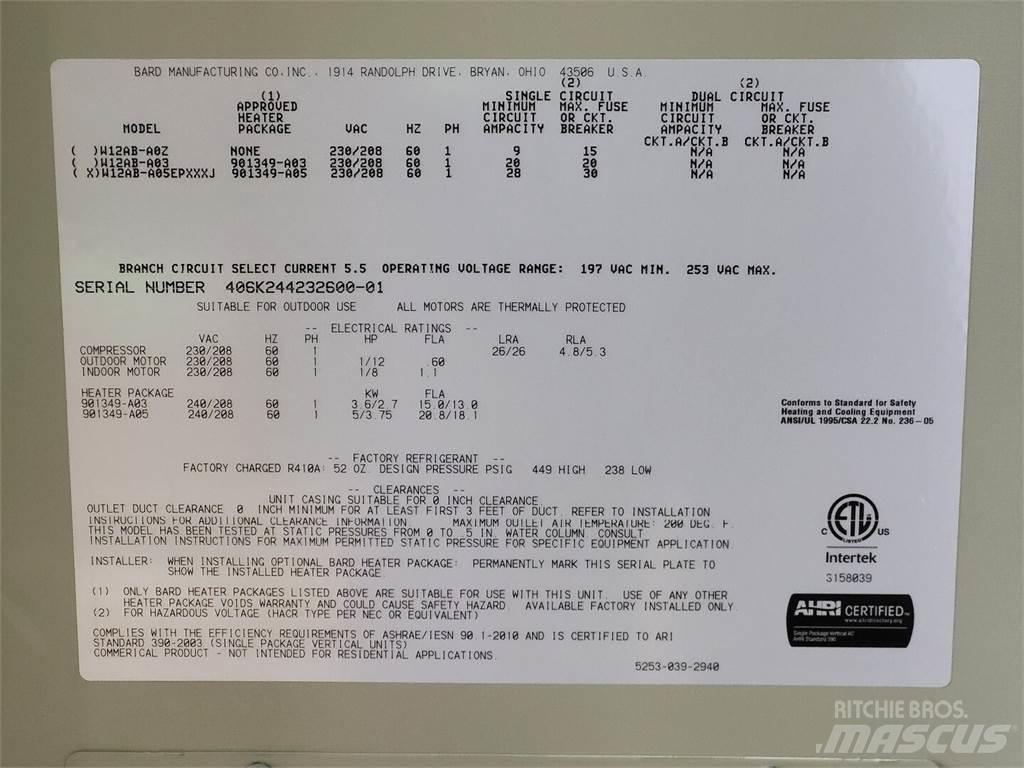 BARD MANUFACTURING CO,INC., 1914 RANDOLPH DRIVE, BRYAN, OHIO 43506 U.S.A.
(1) (2) (2)
SINGLE CIRCUIT DUAL CIRCUIT
APPROVED MINIMUM MAX. FUSE MINIMUM MAX. FUSE
HEATER CIRCUIT OR CKT. CIRCUIT OR CKT.
MODEL PACKAGE VAC HZ PH AMPACITY BREAKER AMPACITY BREAKER
CKT.A/CKT.B CKT.A/CKT.B
( )W12AB-A0Z NONE 230/208 60 1 9 15 N/A N/A
( )W12AB-A03 901349-A03 230/208 60 1 20 20 N/A N/A
( X)W12AB-A05EPXXXJ 901349-A05 230/208 60 1 28 30 N/A N/A
BRANCH CIRCUIT SELECT CURRENT 5.5 OPERATING VOLTAGE RANGE: 197 VAC MIN. 253 VAC MAX.
SERIAL NUMBER 406K244232600-01
SUITABLE FOR OUTDOOR USE ALL MOTORS ARE THERMALLY PROTECTED
-- ELECTRICAL RATINGS --
VAC HZ PH HP FLA LRA RLA
COMPRESSOR 230/208 60 1 26/26 4.8/5.3
OUTDOOR MOTOR 230/208 60 1 1/12 .60
INDOOR MOTOR 230/208 60 1 1/8 1.1
HEATER PACKAGE KW FLA
901349-A03 240/208 60 1 3.6/2.7 15.0/13.0
901349-A05 240/208 60 1 5/3.75 20.8/18.1
Conforms to Standard for Safety
Heating and Cooling Equipment
ANSI/UL 1995/CSA 22.2 No. 236-05
-- FACTORY REFRIGERANT --
FACTORY CHARGED R410A: 52 OZ. DESIGN PRESSURE PSIG 449 HIGH 238 LOW
-- CLEARANCES --
UNIT CASING SUITABLE FOR 0 INCH CLEARANCE
OUTLET DUCT CLEARANCE 0 INCH MINIMUM FOR AT LEAST FIRST 3 FEET OF DUCT. REFER TO INSTALLATION
INSTRUCTIONS FOR ADDITIONAL CLEARANCE INFORMATION. MAXIMUM OUTLET AIR TEMPERATURE: 200 DEG. F.
THIS MODEL HAS BEEN TESTED AT STATIC PRESSURES FROM 0 TO .5 IN. WATER COLUMN. CONSULT
INSTALLATION INSTRUCTIONS FOR MAXIMUM PERMITTED STATIC PRESSURE FOR SPECIFIC EQUIPMENT APPLICATION.
INSTALLER: WHEN INSTALLING OPTIONAL BARD HEATER PACKAGE: PERMANENTLY MARK THIS SERIAL PLATE TO
SHOW THE INSTALLED HEATER PACKAGE
(1) ONLY BARD HEATER PACKAGES LISTED ABOVE ARE SUITABLE FOR USE WITH THIS UNIT. USE OF ANY OTHER
HEATER PACKAGE VOIDS WARRANTY AND COULD CAUSE SAFETY HAZARD. AVAILABLE FACTORY INSTALLED ONLY.
(2) FOR HAZARDOUS VOLTAGE (HACR TYPE PER NEC OR EQUIVALENT)
COMPLIES WITH THE EFFICIENCY REQUIREMENTS OF ASHRAE/IESN 90.1-2010 AND IS CERTIFIED TO ARI
STANDARD 390-2003 (SINGLE PACKAGE VERTICAL UNITS)
COMMERICAL PRODUCT - NOT INTENDED FOR RESIDENTIAL APPLICATIONS.
5253-039-2940
C ETL US
LISTED
Intertek
3158039
AHRI CERTIFIED™
www.ahridirectory.org
Single Package Vertical AC
AHRI Standard 390
RITCHIE BROS.
MASCUS